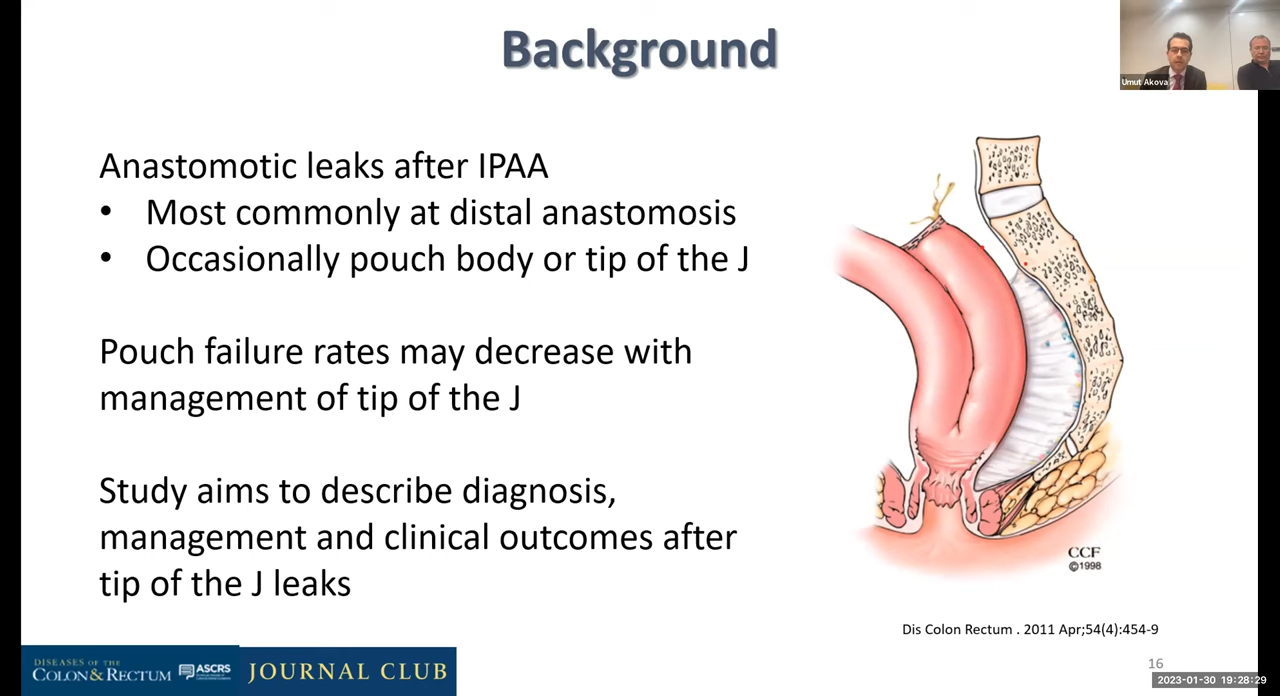 Background
Umut Akova
Anastomotic leaks after IPAA
• Most commonly at distal anastomosis
• Occasionally pouch body or tip of the J
Pouch failure rates may decrease with
management of tip of the J
Study aims to describe diagnosis,
management and clinical outcomes after
tip of the J leaks
CCF
©1998
Dis Colon Rectum . 2011 Apr;54(4):454-9
DISEASES OF THE
COLON & RECTUM
ASCRS
JOURNAL CLUB
16
2023-01-30 19:28:29